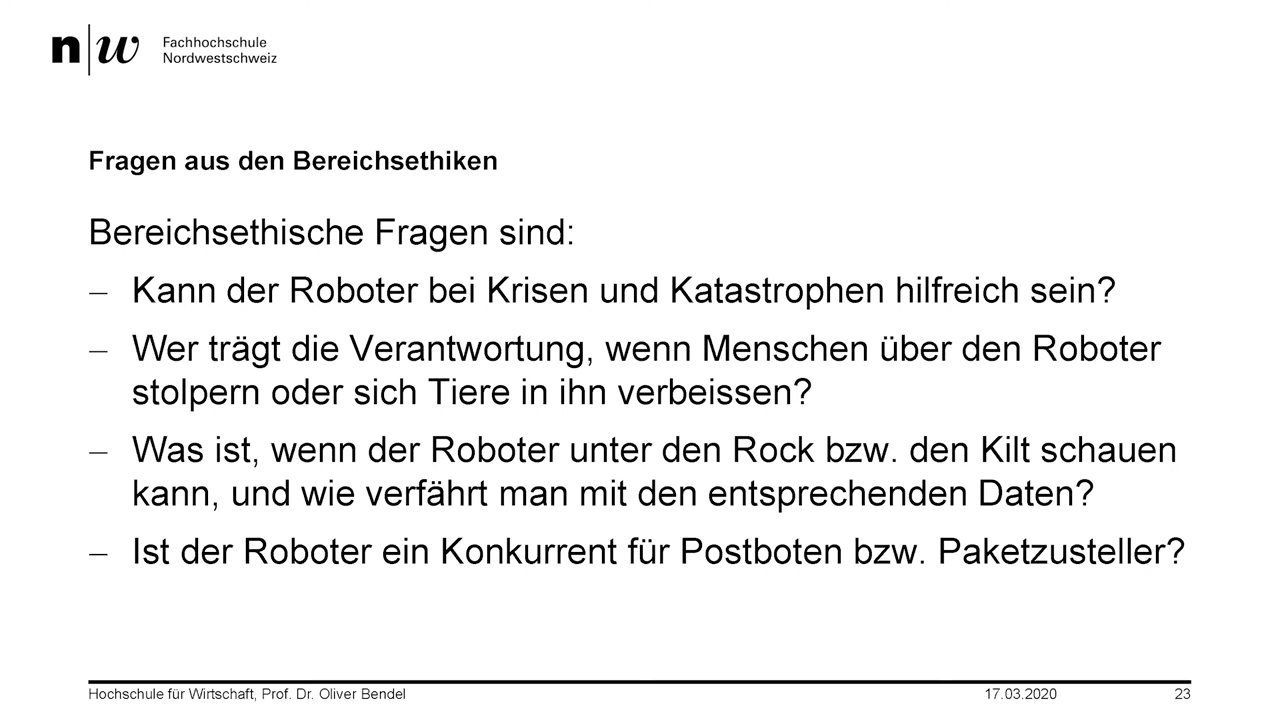 n|w Fachhochschule
Nordwestschweiz
Fragen aus den Bereichsethiken
Bereichsethische Fragen sind:
– Kann der Roboter bei Krisen und Katastrophen hilfreich sein?
– Wer trägt die Verantwortung, wenn Menschen über den Roboter
stolpern oder sich Tiere in ihn verbeissen?
– Was ist, wenn der Roboter unter den Rock bzw. den Kilt schauen
kann, und wie verfährt man mit den entsprechenden Daten?
– Ist der Roboter ein Konkurrent für Postboten bzw. Paketzusteller?
Hochschule für Wirtschaft, Prof. Dr. Oliver Bendel 17.03.2020 23